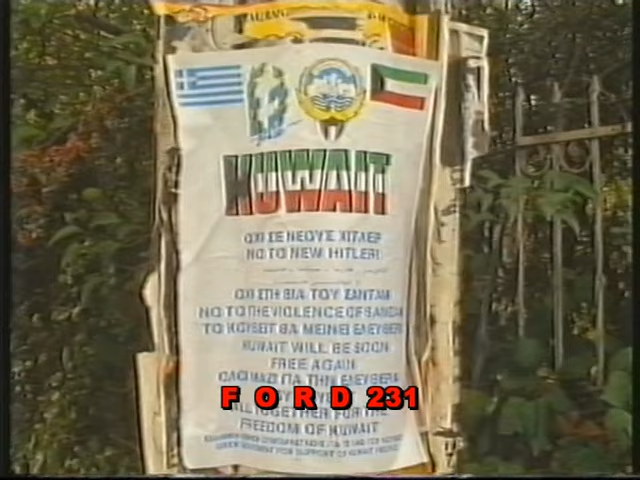 KUWAIT
ΟΧΙ ΣΕ ΝΕΟΥΣ ΧΙΤΛΕΡ
NO TO NEW HITLER!
ΟΧΙ ΣΤΗ ΒΙΑ ΤΟΥ ΣΑΝΤΑΜ
NO TO THE VIOLENCE OF SANDAM
ΤΟ ΚΟΥΒΕΙΤ ΘΑ ΜΕΙΝΕΙ ΕΛΕΥΘΕΡΟ
KUWAIT WILL BE SOON
FREE AGAIN
ΟΛΟΙ ΜΑΖΙ ΓΙΑ ΤΗΝ ΕΛΕΥΘΕΡΙΑ
FORD 231
ALL TOGETHER FOR THE
FREEDOM OF KUWAIT